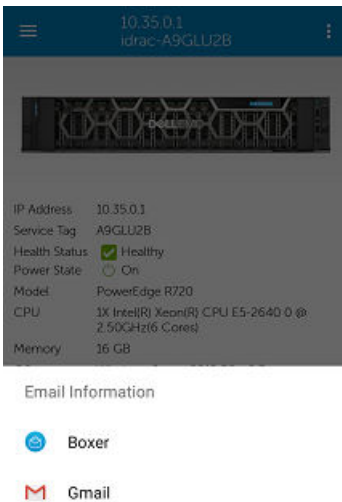 10.35.0.1
idrac-A9GLU2B
DELL EMC
IP Address 10.35.0.1
Service Tag A9GLU2B
Health Status Healthy
Power State On
Model PowerEdge R720
CPU 1X Intel(R) Xeon(R) CPU E5-2640 0 @
2.50GHz(6 Cores)
Memory 16 GB
Email Information
Boxer
Gmail